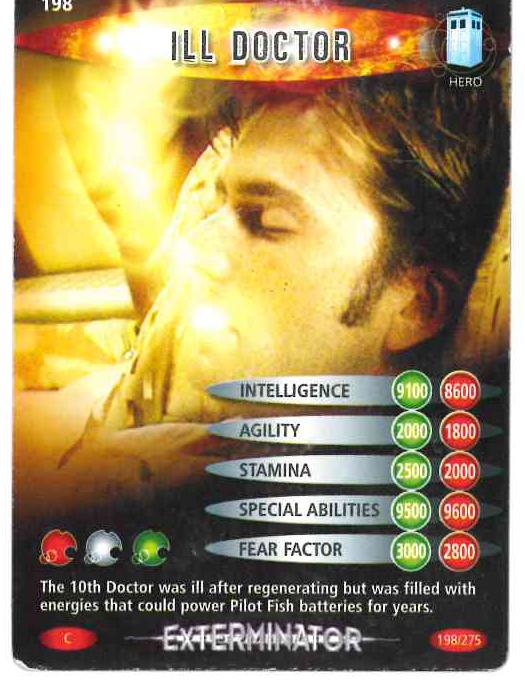 198
ILL DOCTOR
HERO
INTELLIGENCE 9100 8600
AGILITY 2000 1800
STAMINA 2500 2000
SPECIAL ABILITIES 9500 9600
FEAR FACTOR 3000 2800
The 10th Doctor was ill after regenerating but was filled with
energies that could power Pilot Fish batteries for years.
C EXTERMINATOR 198/275